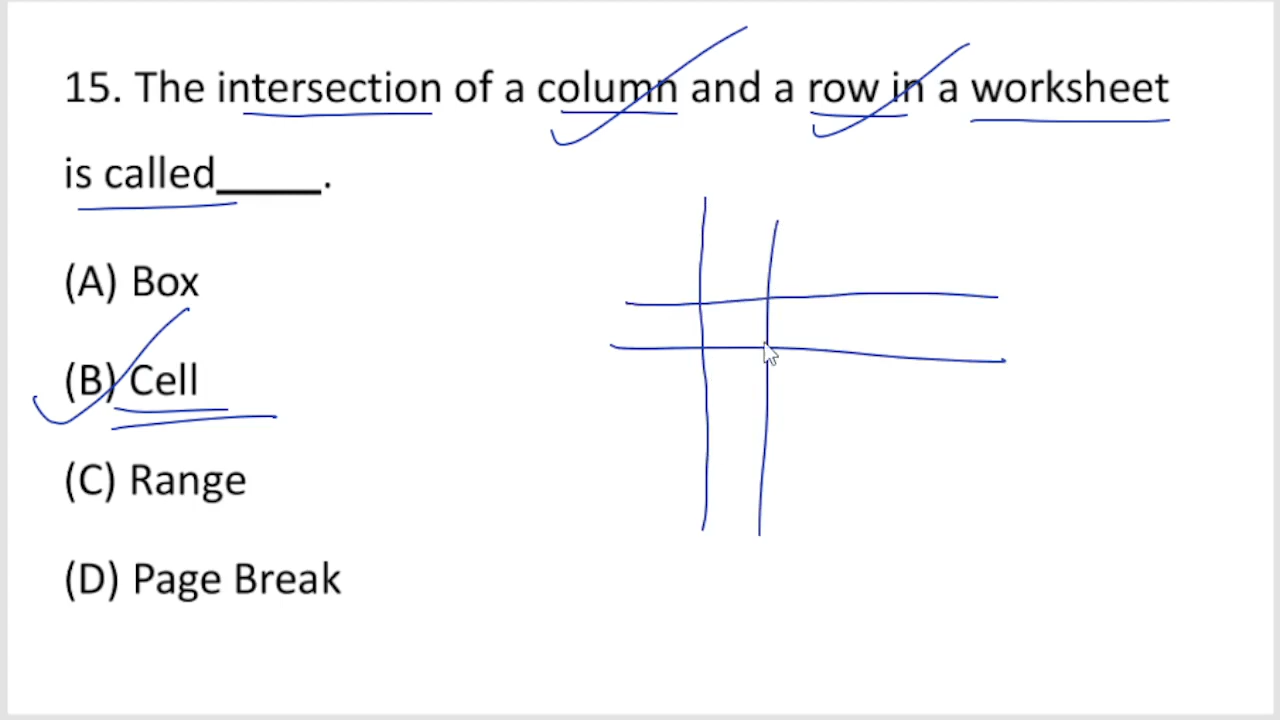 15. The intersection of a column and a row in a worksheet
is called_____.
(A) Box
(B) Cell
(C) Range
(D) Page Break